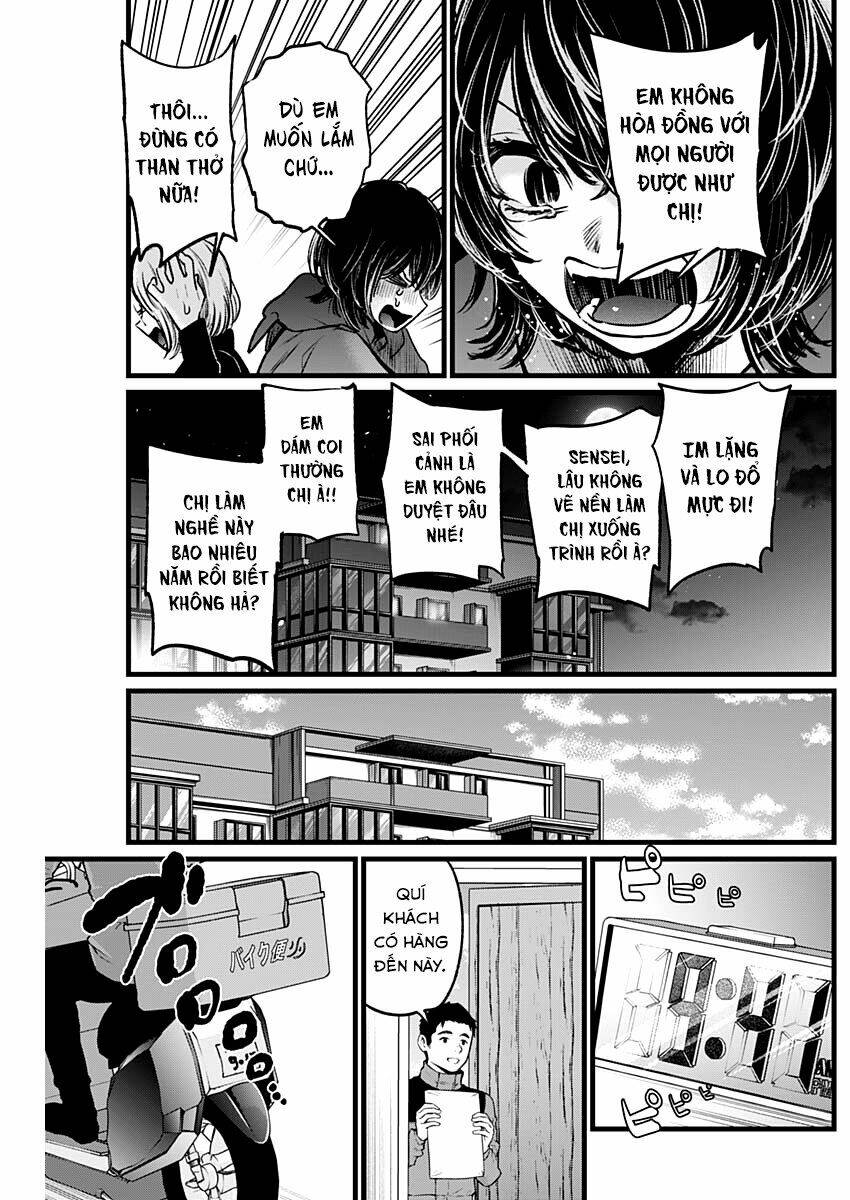 EM KHÔNG
HÒA ĐỒNG VỚI
MỌI NGƯỜI
ĐƯỢC NHƯ
CHỊ!
DÙ EM
MUỐN LẮM
CHỨ...
THÔI...
ĐỪNG CÓ
THAN THỞ
NỮA!
IM LẶNG
VÀ LO ĐỔ
MỰC ĐI!
SENSEI,
LÂU KHÔNG
VẼ NỀN LÀM
CHỊ XUỐNG
TRÌNH RỒI À?
SAI PHỐI
CẢNH LÀ
EM KHÔNG
DUYỆT ĐÂU
NHÉ!
EM
DÁM COI
THƯỜNG
CHỊ À!!
CHỊ LÀM
NGHỀ NÀY
BAO NHIÊU
NĂM RỒI BIẾT
KHÔNG HẢ?
ピピピ
ピピピ
QUÍ
KHÁCH
CÓ HÀNG
ĐẾN NÀY.
ブロロロ
バイク便